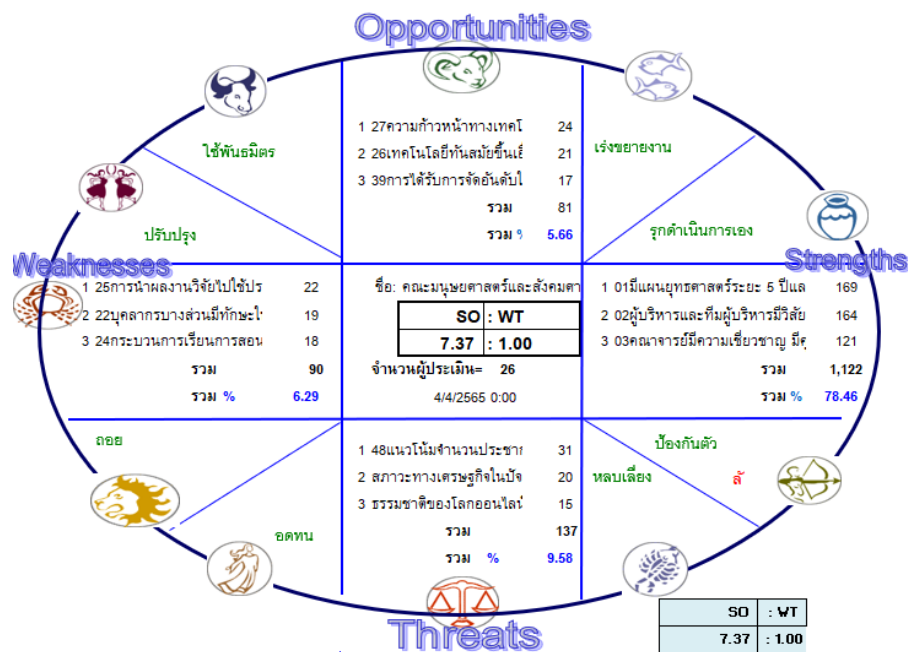 Opportunities
1 27ความก้าวหน้าทางเทคโ 24
2 26เทคโนโลยีทันสมัยขึ้นเอื้ 21
3 39การได้รับการจัดอันดับใ 17
รวม 81
รวม % 5.66
ใช้พันธมิตร
ปรับปรุง
เร่งขยายงาน
รุกดำเนินการเอง
Weaknesses
1 25การนำผลงานวิจัยไปใช้ปร 22
2 22บุคลากรบางส่วนมีทักษะใ 19
3 24กระบวนการเรียนการสอน 18
รวม 90
รวม % 6.29
ชื่อ: คณะมนุษยศาสตร์และสังคมศา
SO : WT
7.37 : 1.00
จำนวนผู้ประเมิน= 26
4/4/2565 0:00
Strengths
1 01มีแผนยุทธศาสตร์ระยะ 5 ปีแล 169
2 02ผู้บริหารและทีมผู้บริหารมีวิสัย 164
3 03คณาจารย์มีความเชี่ยวชาญ มีคุ 121
รวม 1,122
รวม % 78.46
ถอย
อดทน
1 48แนวโน้มจำนวนประชาก 31
2 สภาวะทางเศรษฐกิจในปัจ 20
3 ธรรมชาติของโลกออนไลน์ 15
รวม 137
รวม % 9.58
ป้องกันตัว
หลบเลี่ยง
Threats
SO : WT
7.37 : 1.00